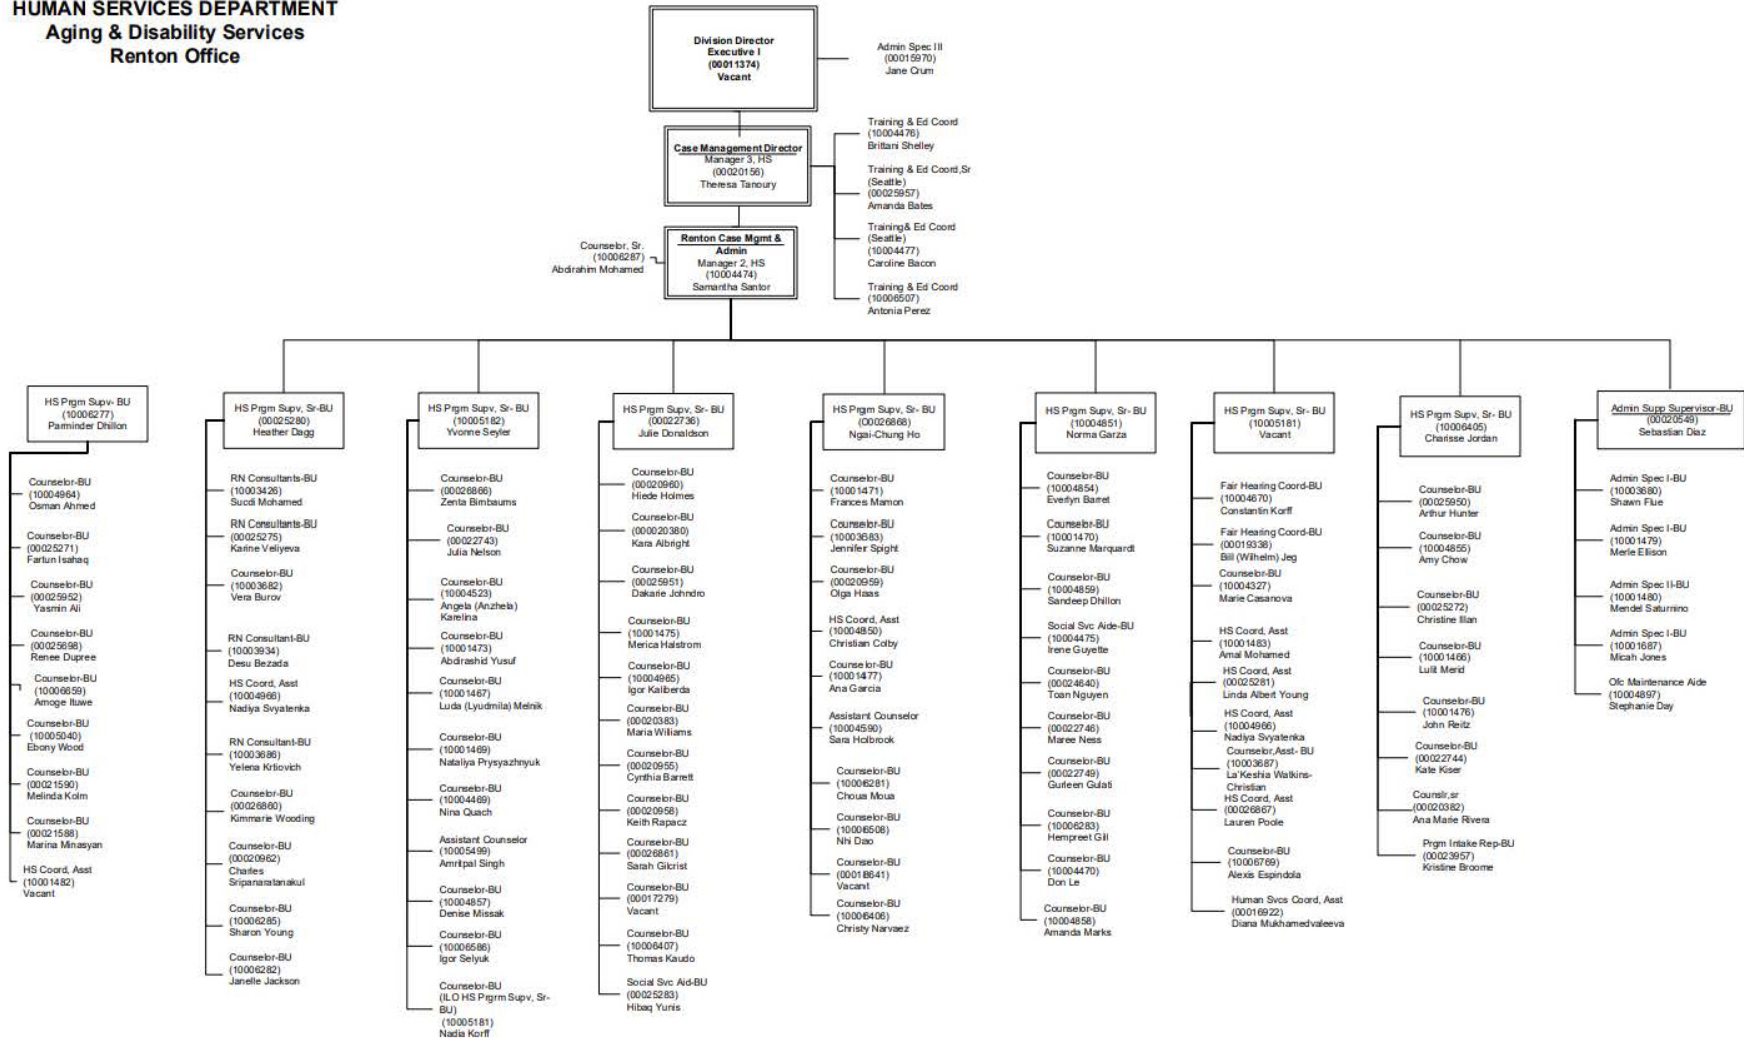 HUMAN SERVICES DEPARTMENT
Aging & Disability Services
Renton Office
Division Director
Executive I
(00011374)
Vacant
Admin Spec III
(00015970)
Jane Crum
Case Management Director
Manager 3, HS
(00020156)
Theresa Tanoury
Training & Ed Coord
(10004476)
Brittani Shelley
Training & Ed Coord,Sr
(Seattle)
(00025957)
Amanda Bates
Training& Ed Coord
(Seattle)
(10004477)
Caroline Bacon
Training & Ed Coord
(10006507)
Antonia Perez
Counselor, Sr.
(10006287)
Abdirahim Mohamed
Renton Case Mgmt &
Admin
Manager 2, HS
(10004474)
Samantha Santor
HS Prgm Supv- BU
(10006277)
Parminder Dhillon
Counselor-BU
(10004964)
Osman Ahmed
Counselor-BU
(00025271)
Fartun Isahaq
Counselor-BU
(00025952)
Yasmin Ali
Counselor-BU
(00025698)
Renee Dupree
Counselor-BU
(10006659)
Amoge Ituwe
Counselor-BU
(10005040)
Ebony Wood
Counselor-BU
(00021590)
Melinda Kolm
Counselor-BU
(00021588)
Marina Minasyan
HS Coord, Asst
(10001482)
Vacant
HS Prgm Supv, Sr-BU
(00025280)
Heather Dagg
RN Consultants-BU
(10003426)
Sucdi Mohamed
RN Consultants-BU
(00025275)
Karine Veliyeva
Counselor-BU
(10003682)
Vera Burov
RN Consultant-BU
(10003934)
Desu Bezada
HS Coord, Asst
(10004966)
Nadiya Svyatenka
RN Consultant-BU
(10003686)
Yelena Krtiovich
Counselor-BU
(00026860)
Kimmarie Wooding
Counselor-BU
(00020962)
Charles
Sripanaratanakul
Counselor-BU
(10006285)
Sharon Young
Counselor-BU
(10006282)
Janelle Jackson
HS Prgm Supv, Sr- BU
(10005182)
Yvonne Seyler
Counselor-BU
(00026866)
Zenta Birnbaums
Counselor-BU
(00022743)
Julia Nelson
Counselor-BU
(10004523)
Angela (Anzhela)
Karelina
Counselor-BU
(10001473)
Abdirashid Yusuf
Counselor-BU
(10001467)
Luda (Lyudmila) Melnik
Counselor-BU
(10001469)
Nataliya Prysyazhnyuk
Counselor-BU
(10004469)
Nina Quach
Assistant Counselor
(10005499)
Amritpal Singh
Counselor-BU
(10004857)
Denise Missak
Counselor-BU
(10006586)
Igor Selyuk
Counselor-BU
(ILO HS Prgrm Supv, Sr-
BU)
(10005181)
Nadia Korff
HS Prgm Supv, Sr- BU
(00022736)
Julie Donaldson
Counselor-BU
(00020960)
Hiede Holmes
Counselor-BU
(000020380)
Kara Albright
Counselor-BU
(00025951)
Dakarie Johndro
Counselor-BU
(10001475)
Merica Halstrom
Counselor-BU
(10004965)
Igor Kaliberda
Counselor-BU
(00020383)
Maria Williams
Counselor-BU
(00020955)
Cynthia Barrett
Counselor-BU
(00020958)
Keith Rapacz
Counselor-BU
(00026861)
Sarah Gilcrist
Counselor-BU
(00017279)
Vacant
Counselor-BU
(10006407)
Thomas Kaudo
Social Svc Aid-BU
(00025283)
Hibaq Yunis
HS Prgm Supv, Sr- BU
(00026868)
Ngai-Chung Ho
Counselor-BU
(10001471)
Frances Mamon
Counselor-BU
(10003683)
Jennifer Spight
Counselor-BU
(00020959)
Olga Haas
HS Coord, Asst
(10004850)
Christian Colby
Counselor-BU
(10001477)
Ana Garcia
Assistant Counselor
(10004590)
Sara Holbrook
Counselor-BU
(10006281)
Choua Moua
Counselor-BU
(10006508)
Nhi Dao
Counselor-BU
(00018641)
Vacant
Counselor-BU
(10006406)
Christy Narvaez
HS Prgm Supv, Sr- BU
(10004851)
Norma Garza
Counselor-BU
(10004854)
Everlyn Barret
Counselor-BU
(10001470)
Suzanne Marquardt
Counselor-BU
(10004859)
Sandeep Dhillon
Social Svc Aide-BU
(10004475)
Irene Guyette
Counselor-BU
(00024640)
Toan Nguyen
Counselor-BU
(00022746)
Maree Ness
Counselor-BU
(00022749)
Gurleen Gulati
Counselor-BU
(10006283)
Hempreet Gill
Counselor-BU
(10004470)
Don Le
Counselor-BU
(10004858)
Amanda Marks
HS Prgm Supv, Sr- BU
(10005181)
Vacant
Fair Hearing Coord-BU
(10004670)
Constantin Korff
Fair Hearing Coord-BU
(00019338)
Bill (Wilhelm) Jeg
Counselor-BU
(10004327)
Marie Casanova
HS Coord, Asst
(10001483)
Amal Mohamed
HS Coord, Asst
(00025281)
Linda Albert Young
HS Coord, Asst
(10004966)
Nadiya Svyatenka
Counselor,Asst- BU
(10003687)
La'Keshia Watkins-
Christian
HS Coord, Asst
(00026867)
Lauren Poole
Counselor-BU
(10006769)
Alexis Espindola
Human Svcs Coord, Asst
(00016922)
Diana Mukhamedvaleeva
HS Prgm Supv, Sr- BU
(10006405)
Charisse Jordan
Counselor-BU
(00025950)
Arthur Hunter
Counselor-BU
(10004855)
Amy Chow
Counselor-BU
(00025272)
Christine Illan
Counselor-BU
(10001466)
Lulit Merid
Counselor-BU
(10001476)
John Reitz
Counselor-BU
(00022744)
Kate Kiser
Counslr,sr
(00020382)
Ana Marie Rivera
Prgm Intake Rep-BU
(00023957)
Kristine Broome
Admin Supp Supervisor-BU
(00020549)
Sebastian Diaz
Admin Spec I-BU
(10003680)
Shawn Flue
Admin Spec I-BU
(10001479)
Merle Ellison
Admin Spec II-BU
(10001480)
Mendel Saturnino
Admin Spec I-BU
(10001687)
Micah Jones
Ofc Maintenance Aide
(10004897)
Stephanie Day